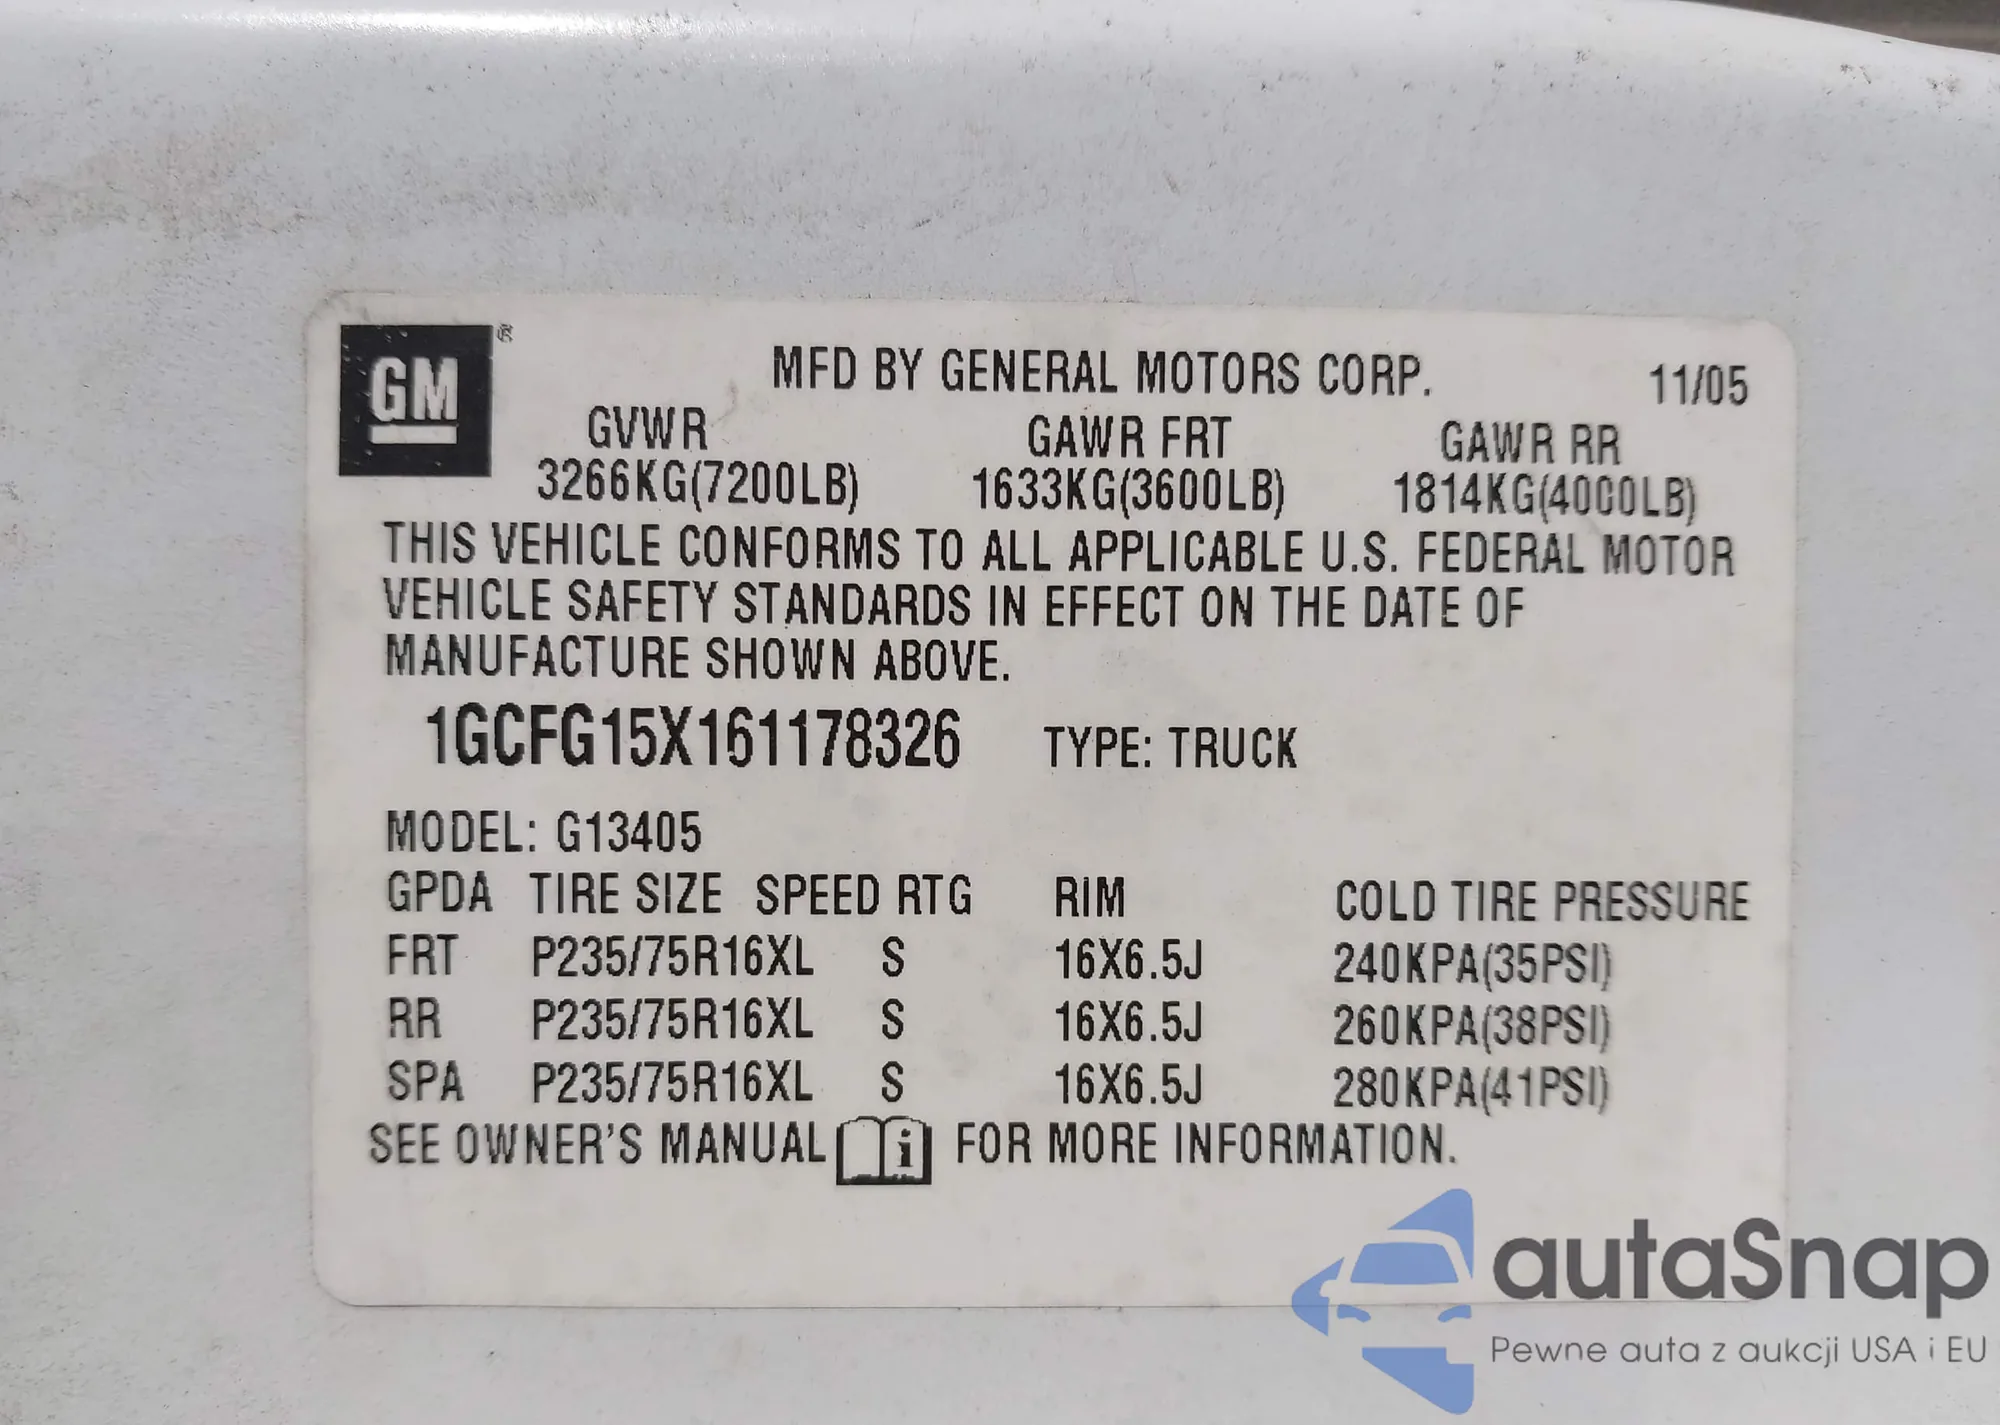 GM ®
MFD BY GENERAL MOTORS CORP. 11/05
GVWR GAWR FRT GAWR RR
3266KG(7200LB) 1633KG(3600LB) 1814KG(4000LB)
THIS VEHICLE CONFORMS TO ALL APPLICABLE U.S. FEDERAL MOTOR
VEHICLE SAFETY STANDARDS IN EFFECT ON THE DATE OF
MANUFACTURE SHOWN ABOVE.
1GCFG15X161178326 TYPE: TRUCK
MODEL: G13405
GPDA TIRE SIZE SPEED RTG RIM COLD TIRE PRESSURE
FRT P235/75R16XL S 16X6.5J 240KPA(35PSI)
RR P235/75R16XL S 16X6.5J 260KPA(38PSI)
SPA P235/75R16XL S 16X6.5J 280KPA(41PSI)
SEE OWNER'S MANUAL i FOR MORE INFORMATION.
autaSnap
Pewne auta z aukcji USA i EU